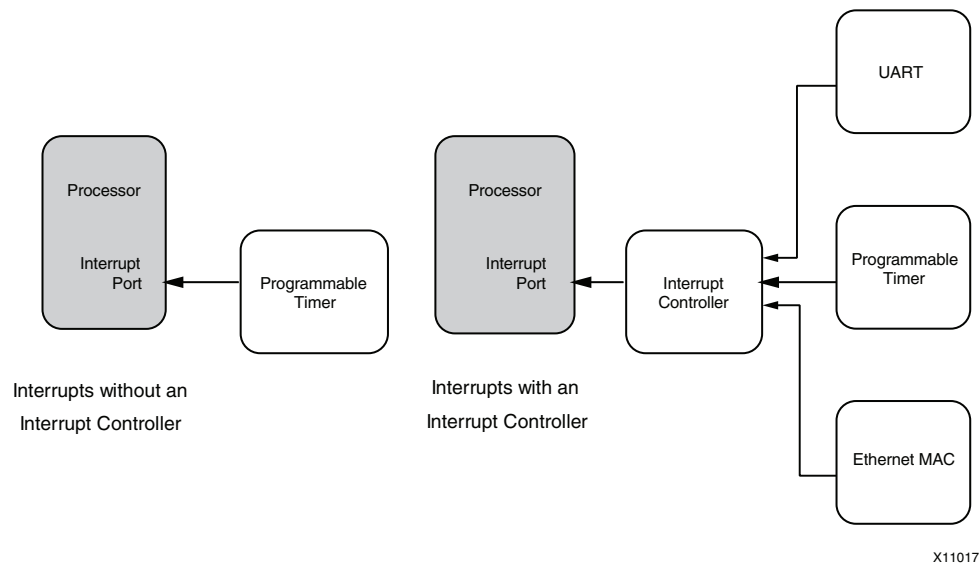 Processor
Interrupt
Port
Programmable
Timer
Interrupts without an
Interrupt Controller
Processor
Interrupt
Port
Interrupt
Controller
UART
Programmable
Timer
Ethernet MAC
Interrupts with an
Interrupt Controller
X11017